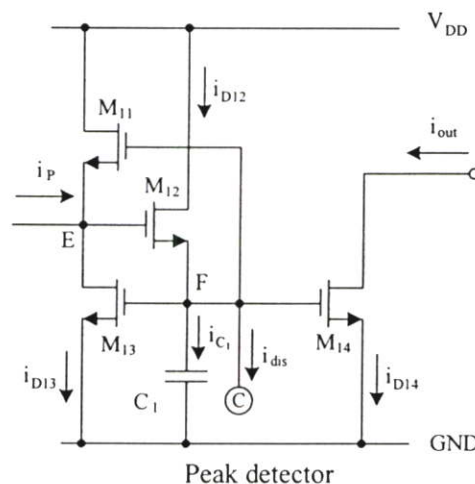 V_DD
i_D12
M_11
i_out
i_P
M_12
E
F
M_13
i_C1
i_dis
M_14
i_D13
C_1
C
i_D14
GND
Peak detector